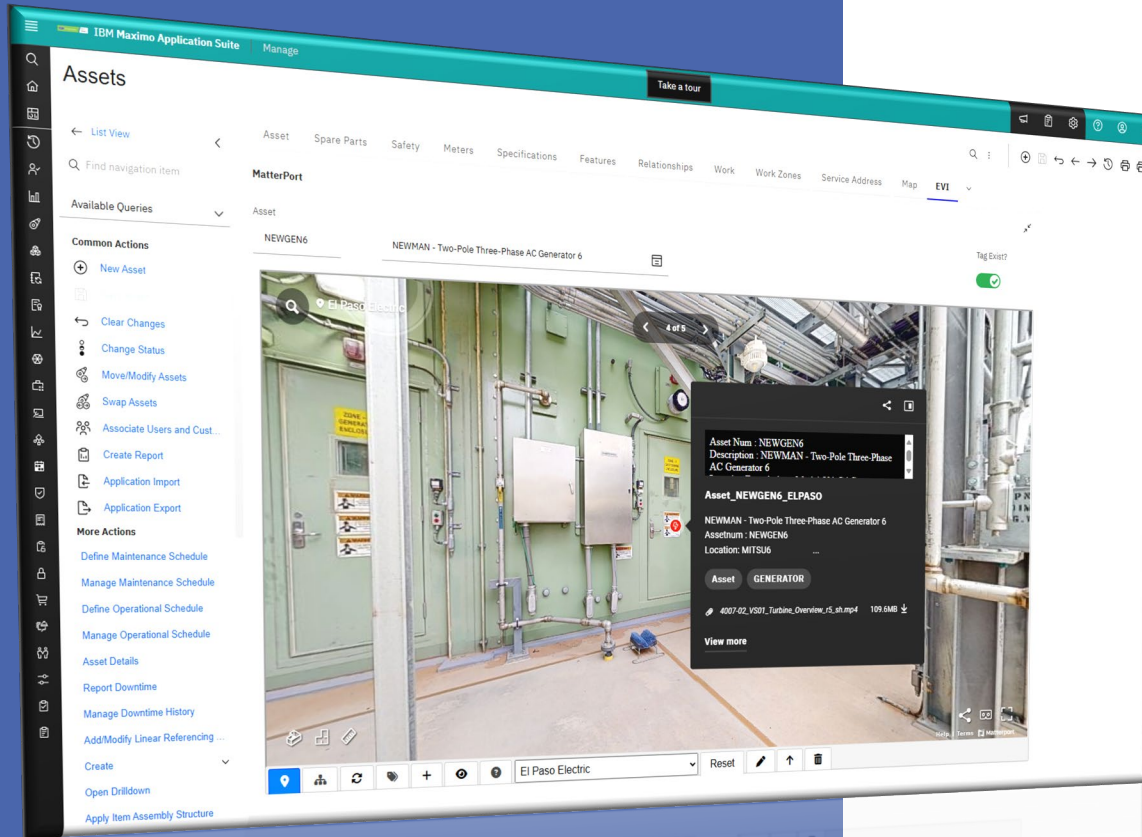 IBM Maximo Application Suite
Manage
Take a tour
Assets
List View
Find navigation item
Available Queries
Common Actions
New Asset
Clear Changes
Change Status
Move/Modify Assets
Swap Assets
Associate Users and Cust...
Create Report
Application Import
Application Export
More Actions
Define Maintenance Schedule
Manage Maintenance Schedule
Define Operational Schedule
Manage Operational Schedule
Asset Details
Report Downtime
Manage Downtime History
Add/Modify Linear Referencing ...
Create
Open Drilldown
Apply Item Assembly Structure
Asset
Spare Parts
Safety
Meters
Specifications
Features
Relationships
Work
Work Zones
Service Address
Map
EVI
MatterPort
Asset
NEWGEN6
NEWMAN - Two-Pole Three-Phase AC Generator 6
Tag Exist?
El Paso Electric
4 of 5
Asset Num : NEWGEN6
Description : NEWMAN - Two-Pole Three-Phase
AC Generator 6
Asset_NEWGEN6_ELPASO
NEWMAN - Two-Pole Three-Phase AC Generator 6
Assetnum : NEWGEN6
Location: MITSU6
...
Asset
GENERATOR
4007-02_VS01_Turbine_Overview_r5_sh.mp4
109.6MB
View more
Help
Terms
Matterport
El Paso Electric
Reset